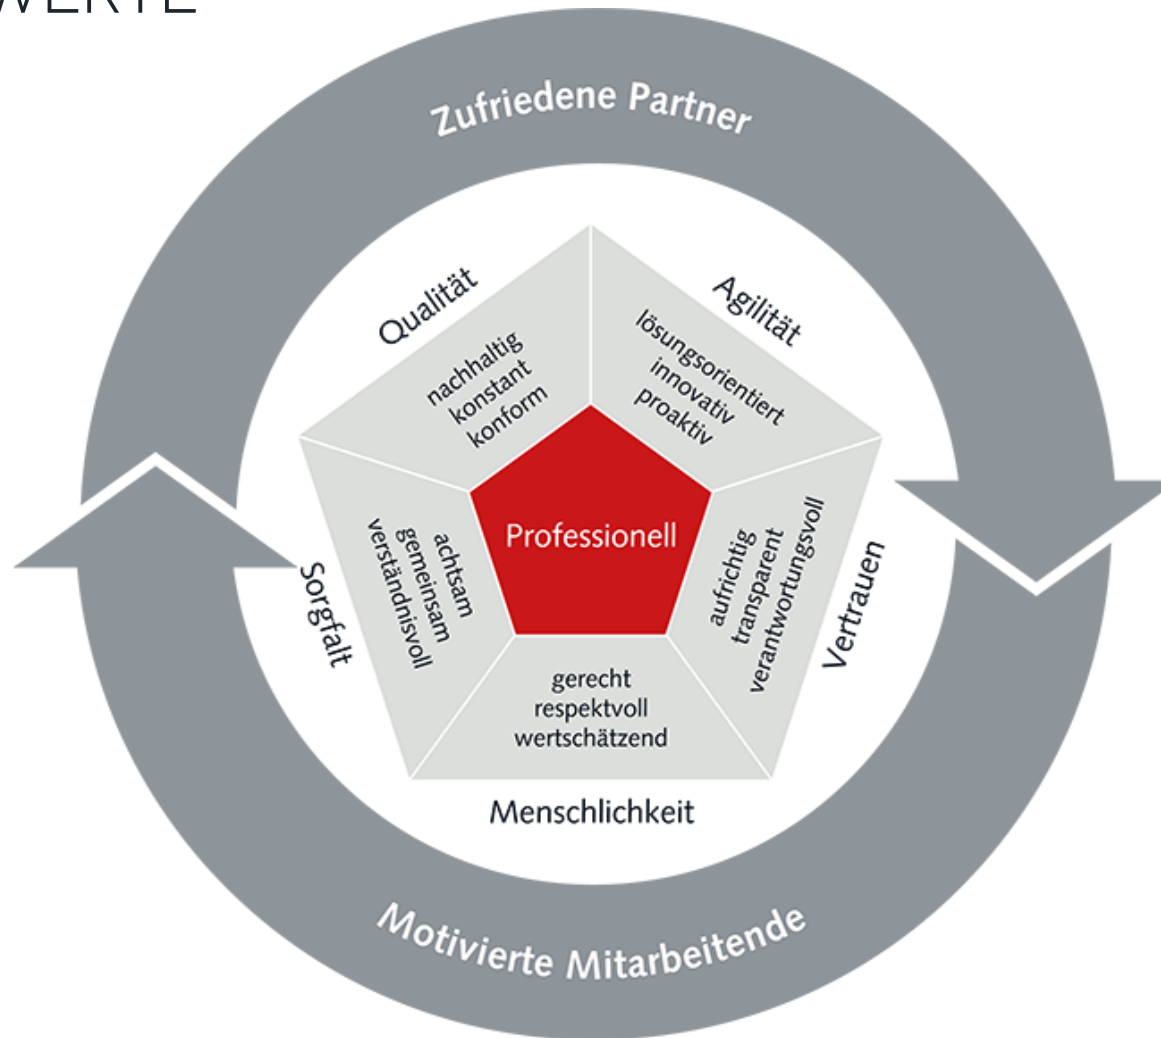 WERTE
Zufriedene Partner
Qualität
nachhaltig
konstant
konform
Agilität
lösungsorientiert
innovativ
proaktiv
Professionell
Sorgfalt
achtsam
gemeinsam
verständnisvoll
Vertrauen
aufrichtig
transparent
verantwortungsvoll
gerecht
respektvoll
wertschätzend
Menschlichkeit
Motivierte Mitarbeitende